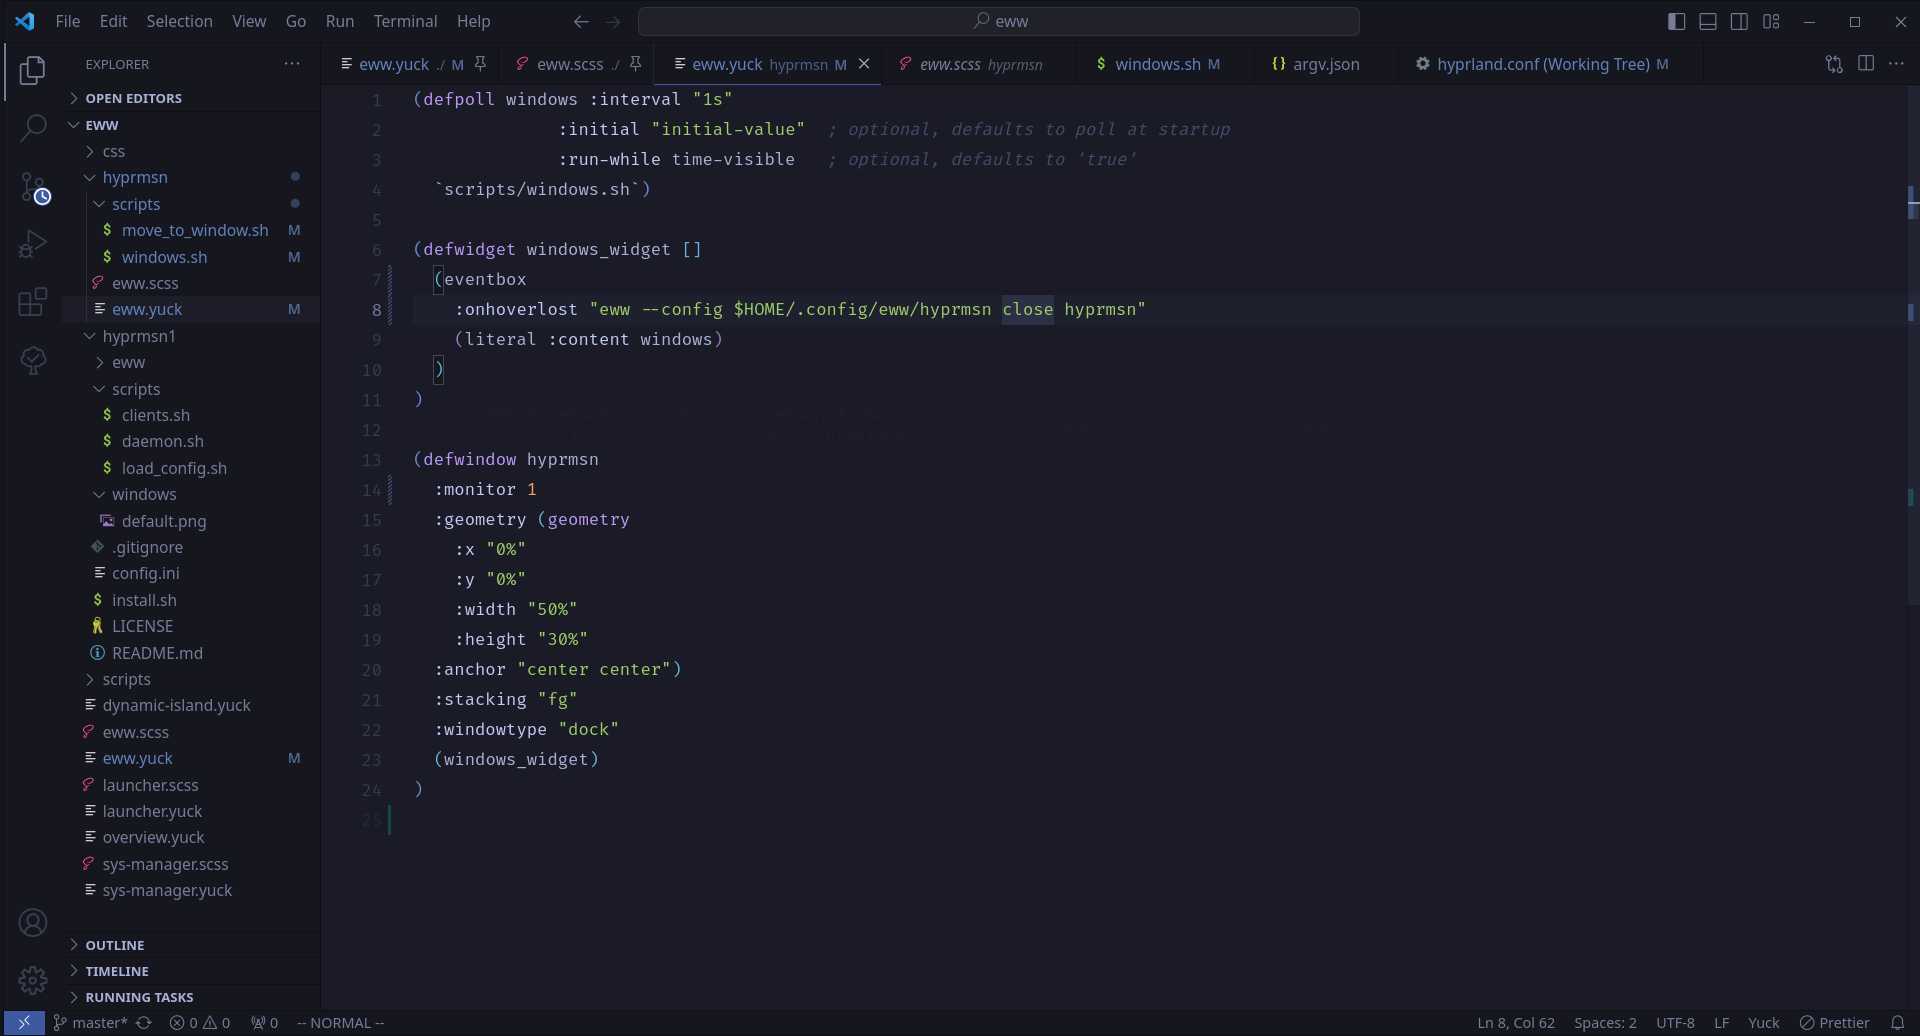 File Edit Selection View Go Run Terminal Help
eww
EXPLORER
OPEN EDITORS
EWW
css
hyprmsn
scripts
move_to_window.sh M
windows.sh M
eww.scss
eww.yuck M
hyprmsn1
eww
scripts
clients.sh
daemon.sh
load_config.sh
windows
default.png
.gitignore
config.ini
install.sh
LICENSE
README.md
scripts
dynamic-island.yuck
eww.scss
eww.yuck M
launcher.scss
launcher.yuck
overview.yuck
sys-manager.scss
sys-manager.yuck
OUTLINE
TIMELINE
RUNNING TASKS
eww.yuck ./ M eww.scss ./ eww.yuck hyprmsn M eww.scss hyprmsn windows.sh M argv.json hyprland.conf (Working Tree) M
1 (defpoll windows :interval "1s"
2 :initial "initial-value" ; optional, defaults to poll at startup
3 :run-while time-visible ; optional, defaults to 'true'
4 `scripts/windows.sh`)
5
6 (defwidget windows_widget []
7 (eventbox
8 :onhoverlost "eww --config $HOME/.config/eww/hyprmsn close hyprmsn"
9 (literal :content windows)
10 )
11 )
12
13 (defwindow hyprmsn
14 :monitor 1
15 :geometry (geometry
16 :x "0%"
17 :y "0%"
18 :width "50%"
19 :height "30%"
20 :anchor "center center")
21 :stacking "fg"
22 :windowtype "dock"
23 (windows_widget)
24 )
25
master* 0 0 0 -- NORMAL -- Ln 8, Col 62 Spaces: 2 UTF-8 LF Yuck Prettier